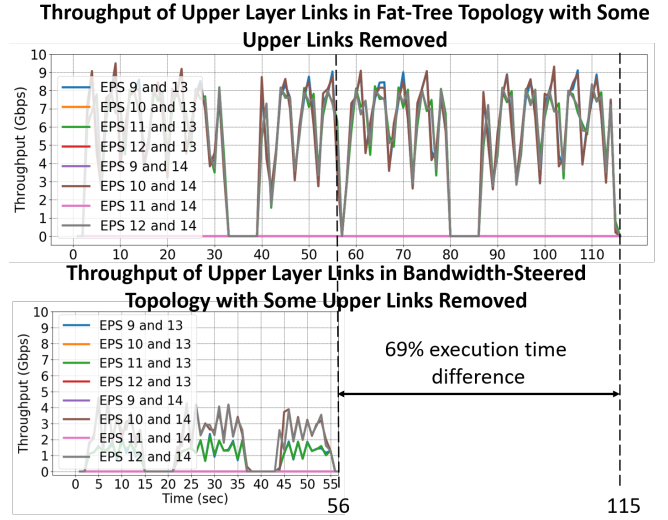 Throughput of Upper Layer Links in Fat-Tree Topology with Some
Upper Links Removed
Throughput (Gbps)
10
9
8
7
6
5
4
3
2
1
0
EPS 9 and 13
EPS 10 and 13
EPS 11 and 13
EPS 12 and 13
EPS 9 and 14
EPS 10 and 14
EPS 11 and 14
EPS 12 and 14
0 10 20 30 40 50 60 70 80 90 100 110
Throughput of Upper Layer Links in Bandwidth-Steered
Topology with Some Upper Links Removed
Throughput (Gbps)
10
9
8
7
6
5
4
3
2
1
0
EPS 9 and 13
EPS 10 and 13
EPS 11 and 13
EPS 12 and 13
EPS 9 and 14
EPS 10 and 14
EPS 11 and 14
EPS 12 and 14
0 5 10 15 20 25 30 35 40 45 50 55
Time (sec)
69% execution time
difference
56
115